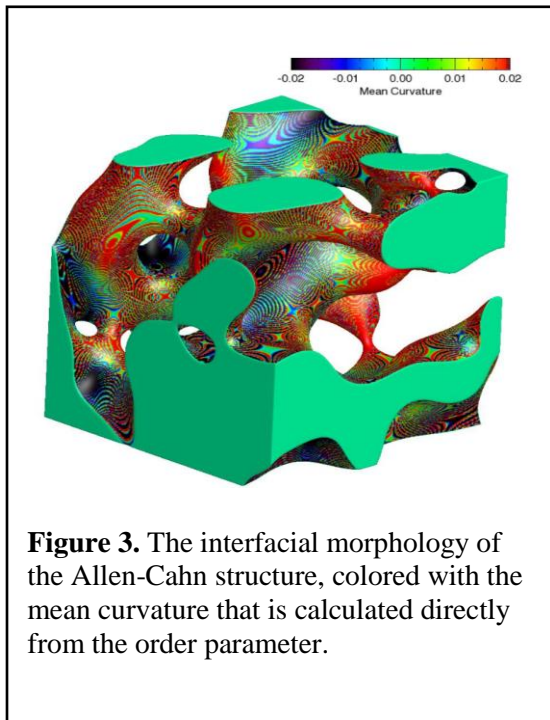 -0.02 -0.01 0.00 0.01 0.02
Mean Curvature
Figure 3. The interfacial morphology of
the Allen-Cahn structure, colored with the
mean curvature that is calculated directly
from the order parameter.